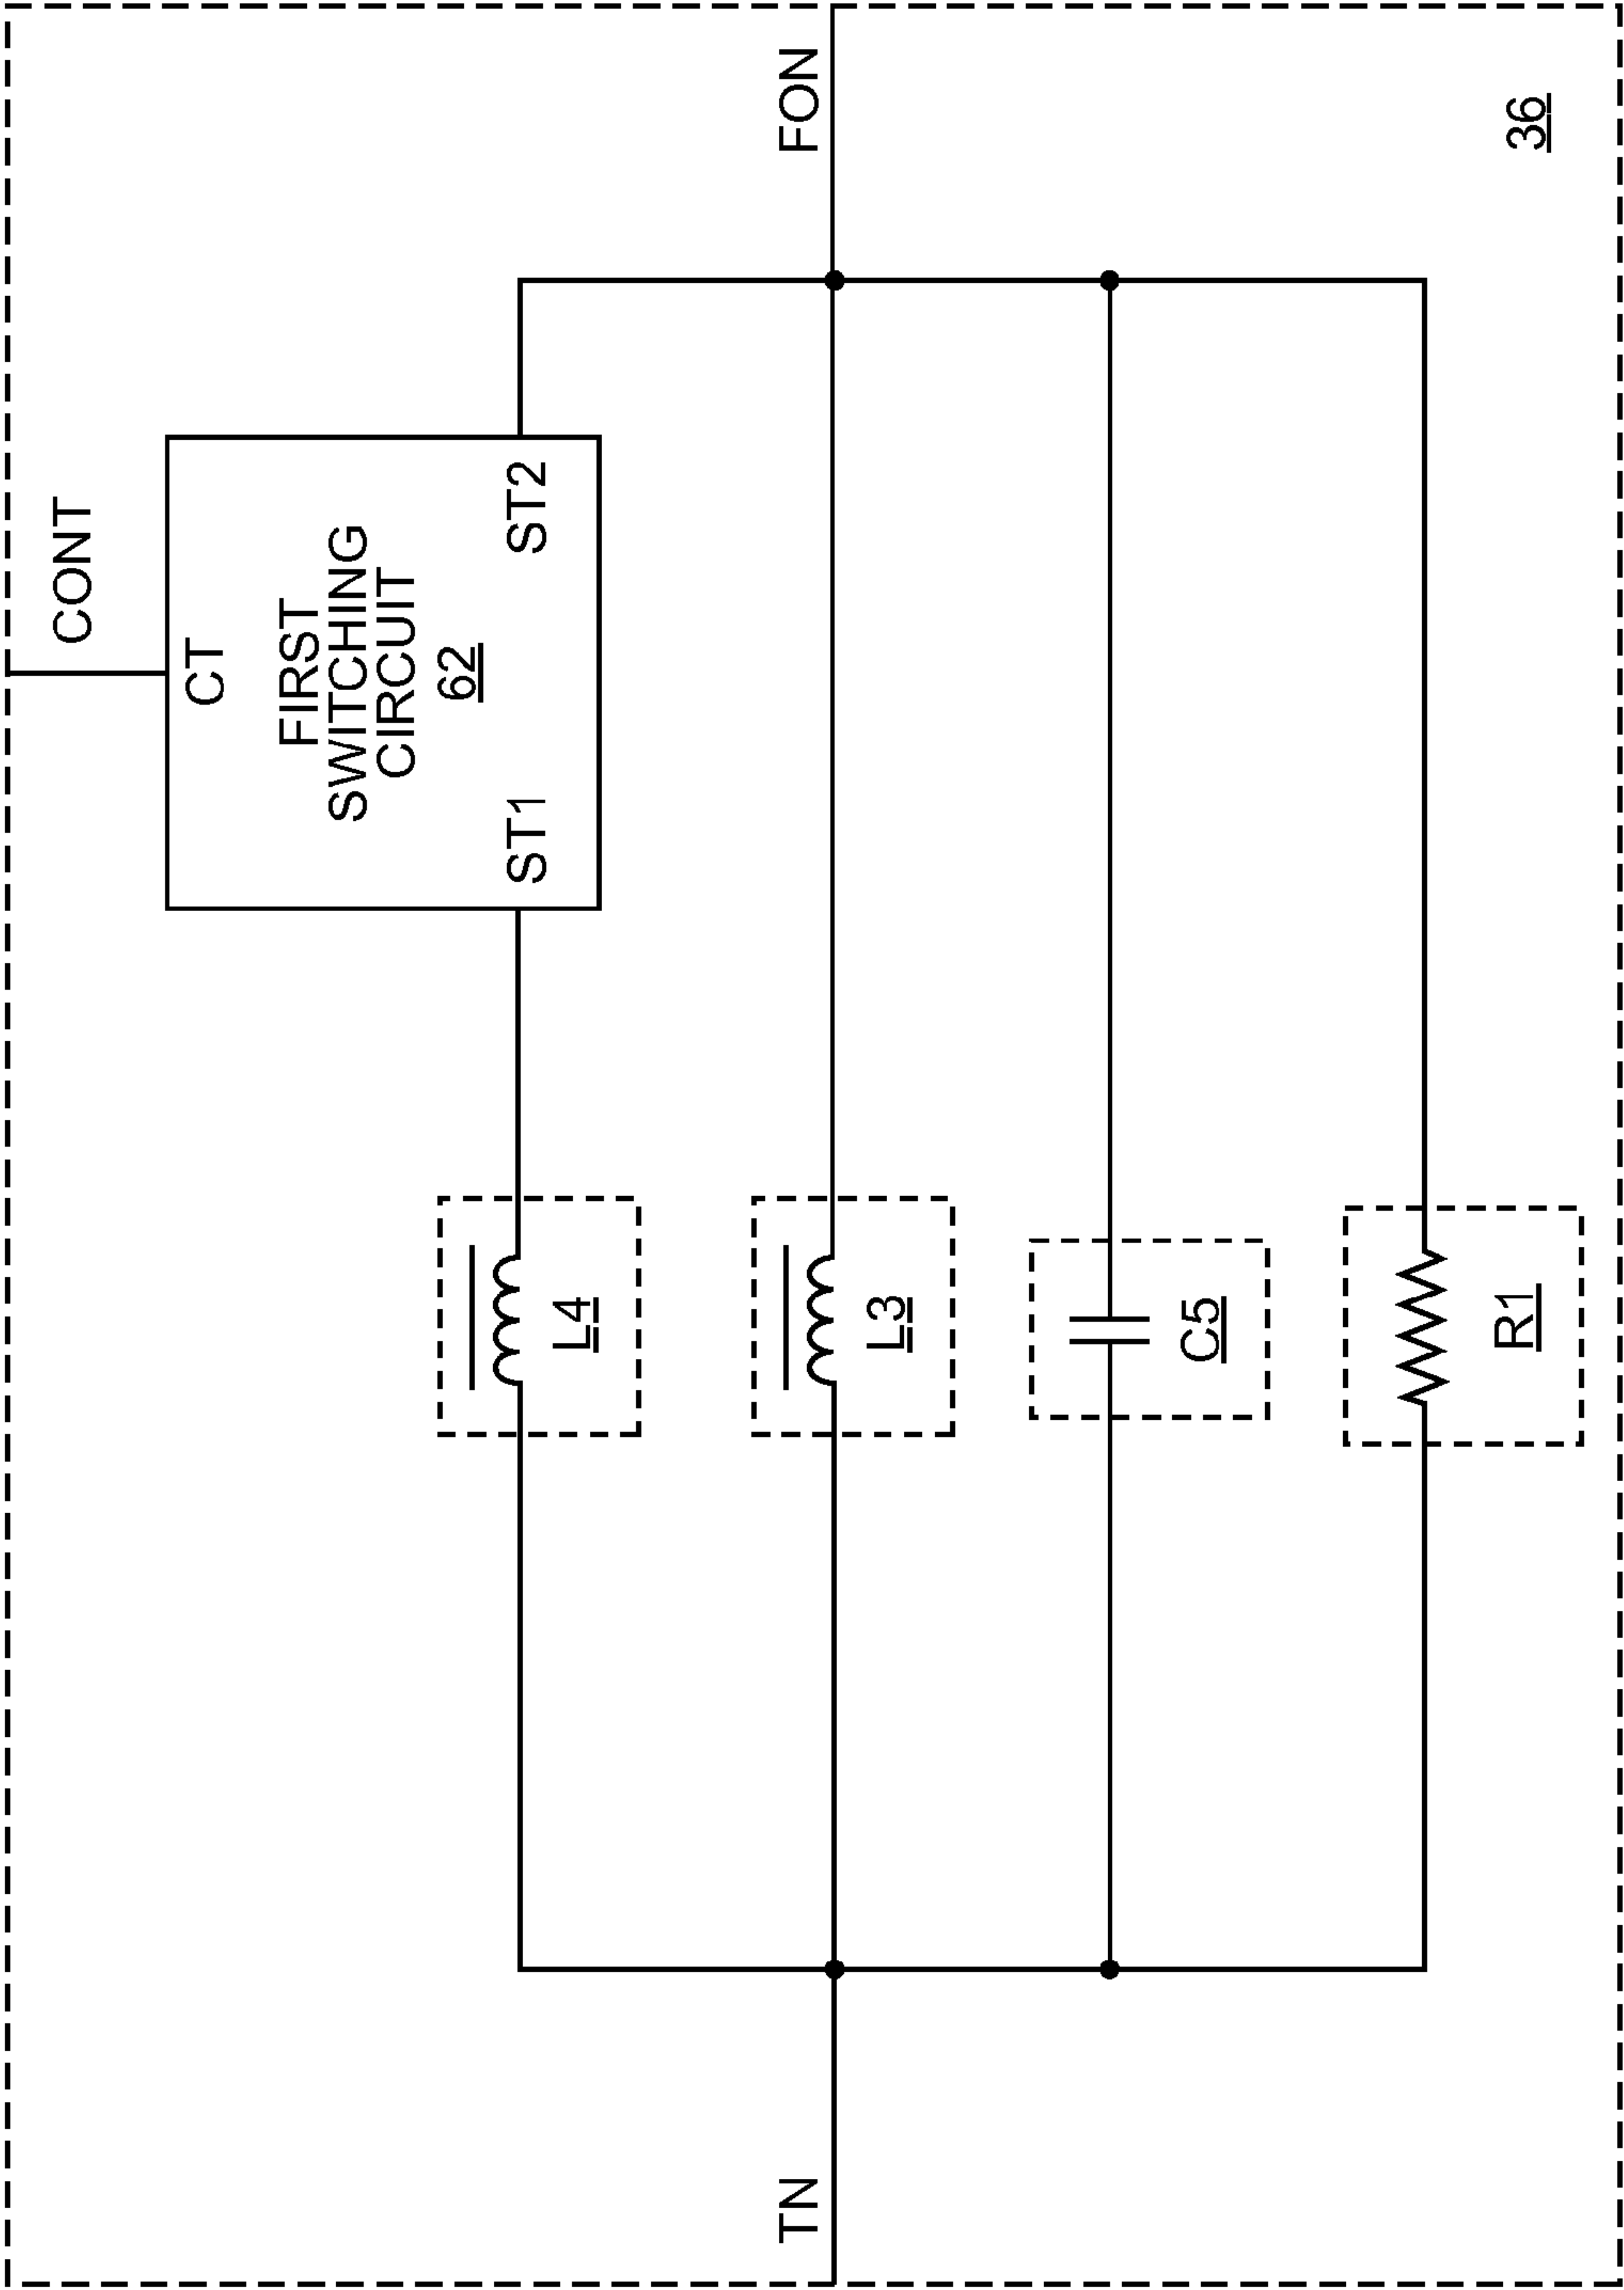 CONT
CT
FIRST
SWITCHING
CIRCUIT
62
ST1
ST2
L4
TN
FON
L3
C5
R1
36